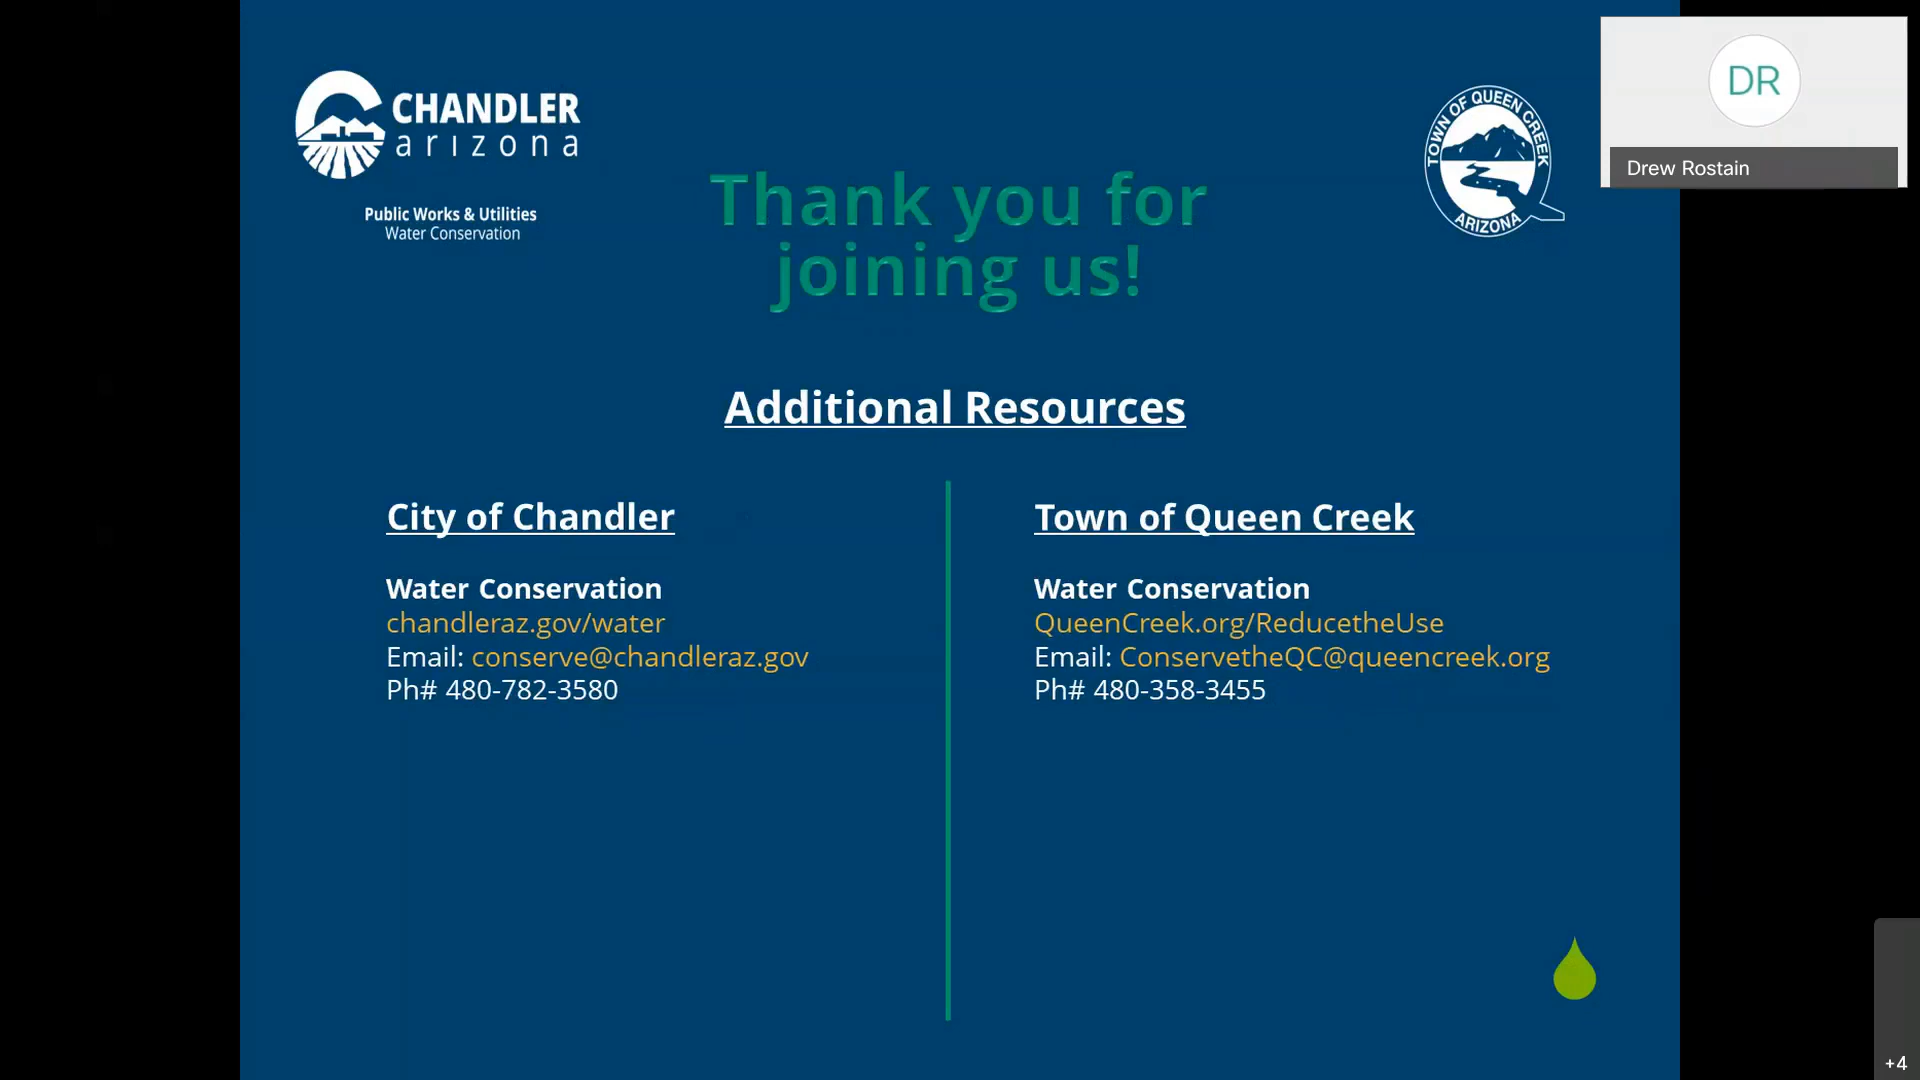 CHANDLER
arizona
Public Works & Utilities
Water Conservation
TOWN OF QUEEN CREEK
ARIZONA
DR
Drew Rostain
Thank you for
joining us!
Additional Resources
City of Chandler
Water Conservation
chandleraz.gov/water
Email: conserve@chandleraz.gov
Ph# 480-782-3580
Town of Queen Creek
Water Conservation
QueenCreek.org/ReducetheUse
Email: ConservetheQC@queencreek.org
Ph# 480-358-3455
+4